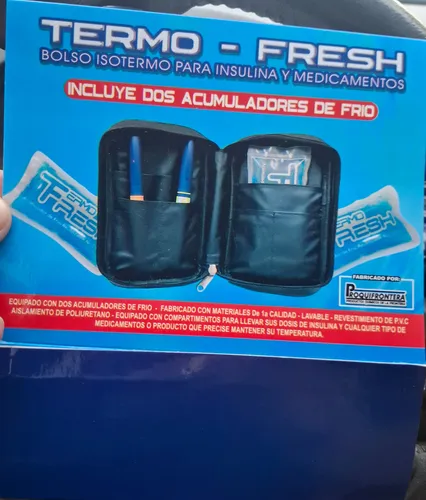 TERMO - FRESH
BOLSO ISOTERMO PARA INSULINA Y MEDICAMENTOS
INCLUYE DOS ACUMULADORES DE FRIO
TERMO
FRESH
TERMO
FRESH
FABRICADO POR:
PROQUIFRONTERA
EQUIPADO CON DOS ACUMULADORES DE FRIO - FABRICADO CON MATERIALES De 1a CALIDAD - LAVABLE - REVESTIMIENTO DE P.V.C
AISLAMIENTO DE POLIURETANO - EQUIPADO CON COMPARTIMENTOS PARA LLEVAR SUS DOSIS DE INSULINA Y CUALQUIER TIPO DE
MEDICAMENTOS O PRODUCTO QUE PRECISE MANTENER SU TEMPERATURA.